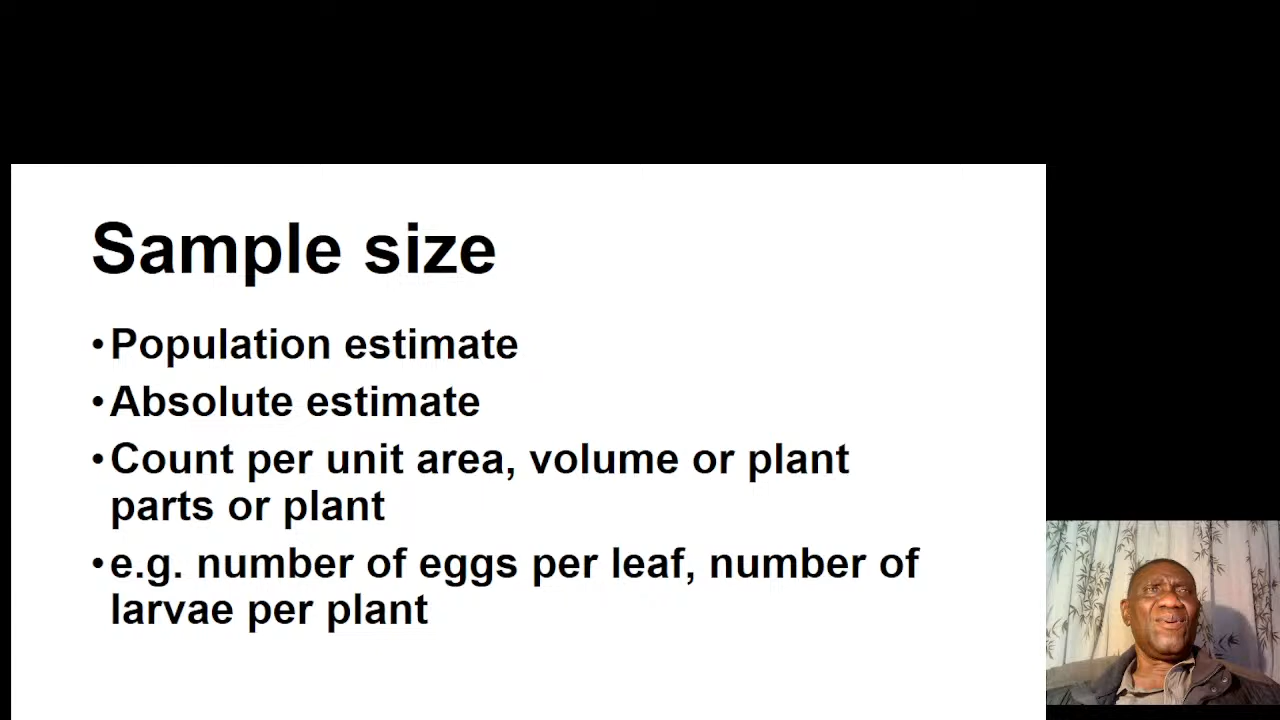 Sample size
•Population estimate
•Absolute estimate
•Count per unit area, volume or plant
parts or plant
•e.g. number of eggs per leaf, number of
larvae per plant